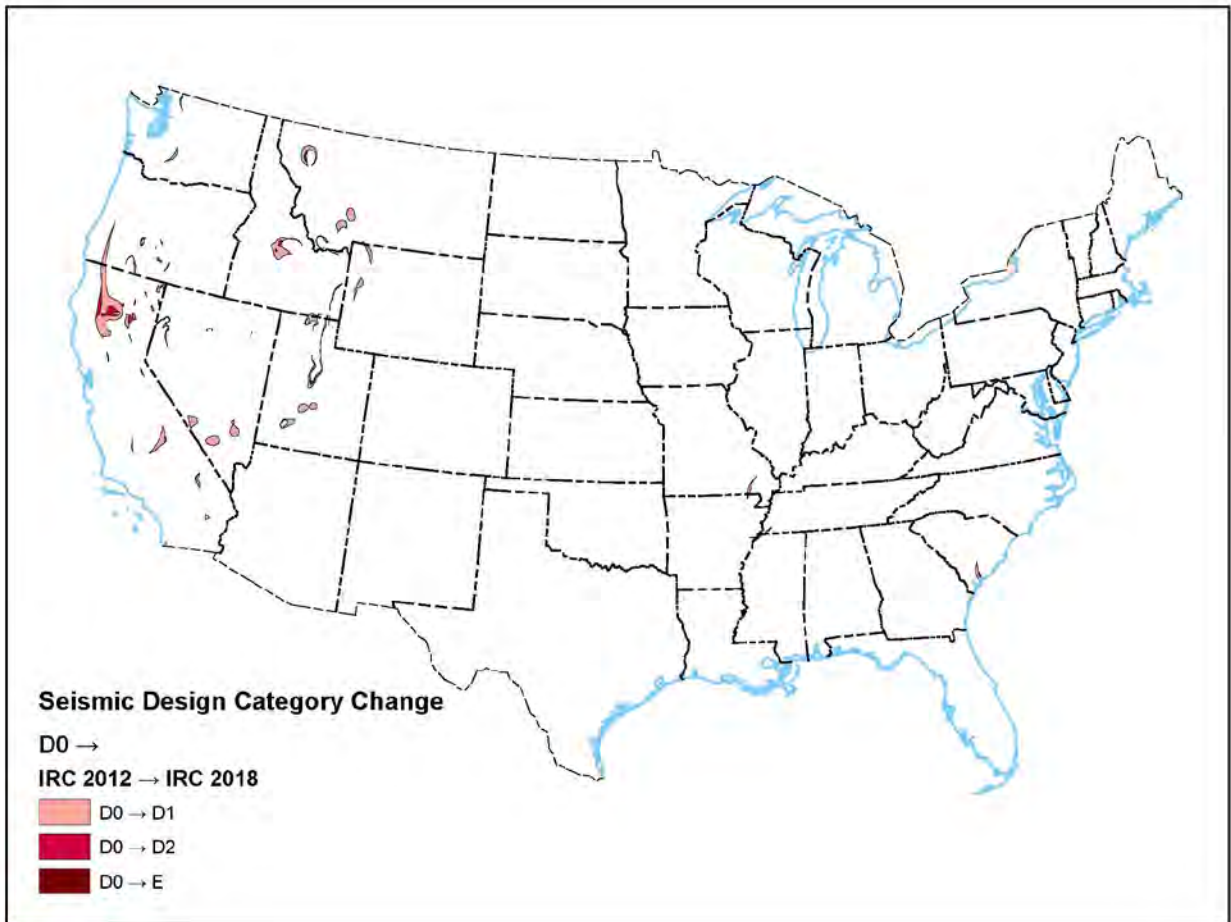 Seismic Design Category Change
D0 →
IRC 2012 → IRC 2018
D0 → D1
D0 → D2
D0 → E